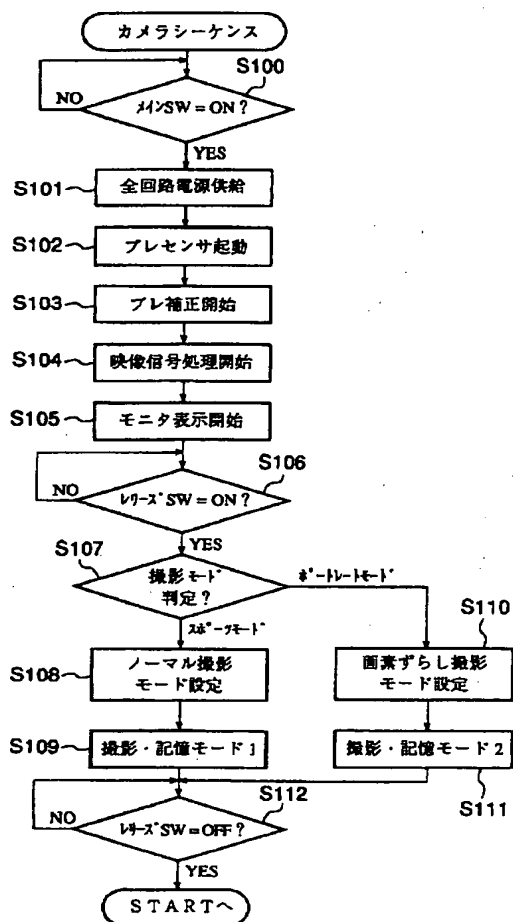 カメラシーケンス
S100
メインSW=ON?
NO
YES
S101
全回路電源供給
S102
ブレセンサ起動
S103
ブレ補正開始
S104
映像信号処理開始
S105
モニタ表示開始
S106
レリーズSW=ON?
NO
YES
S107
撮影モード
判定?
ポートレートモード
スポーツモード
S108
ノーマル撮影
モード設定
S110
画素ずらし撮影
モード設定
S109
撮影・記憶モード1
撮影・記憶モード2
S111
S112
レリーズSW=OFF?
NO
YES
STARTへ